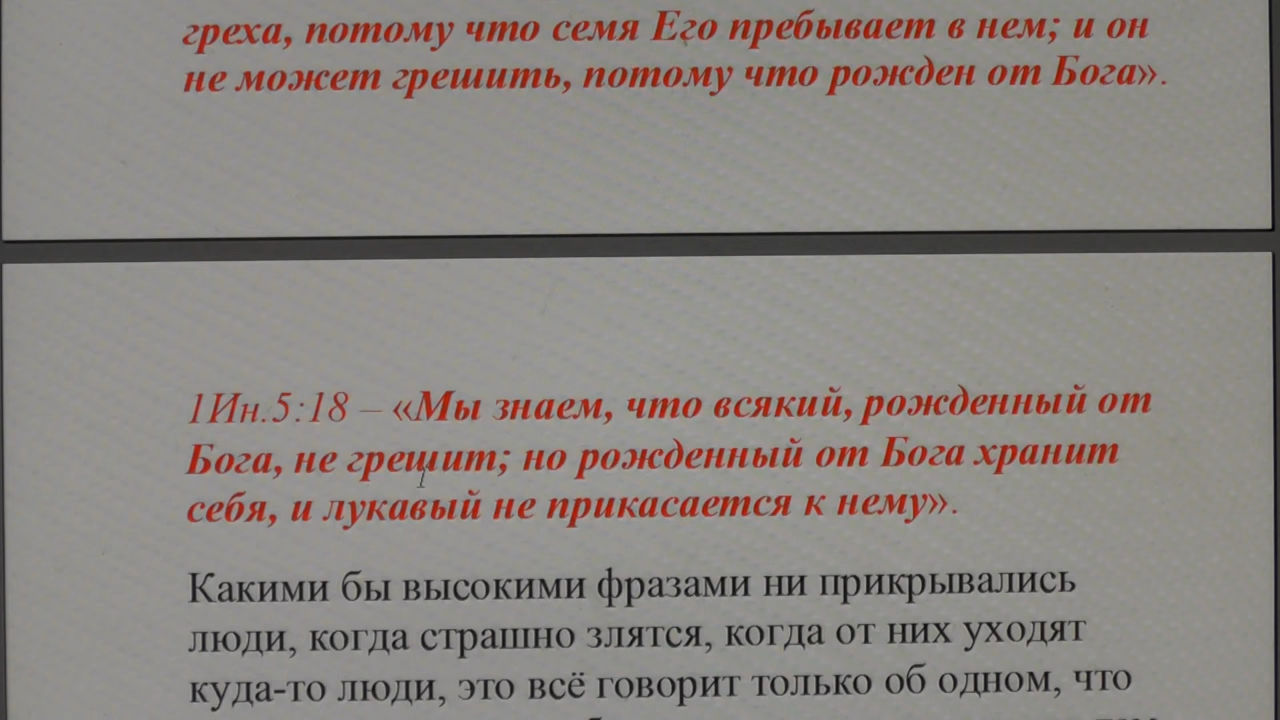 греха, потому что семя Его пребывает в нем; и он
не может грешить, потому что рожден от Бога».
1Ин.5:18 – «Мы знаем, что всякий, рожденный от
Бога, не грешит; но рожденный от Бога хранит
себя, и лукавый не прикасается к нему».
Какими бы высокими фразами ни прикрывались
люди, когда страшно злятся, когда от них уходят
куда-то люди, это всё говорит только об одном, что